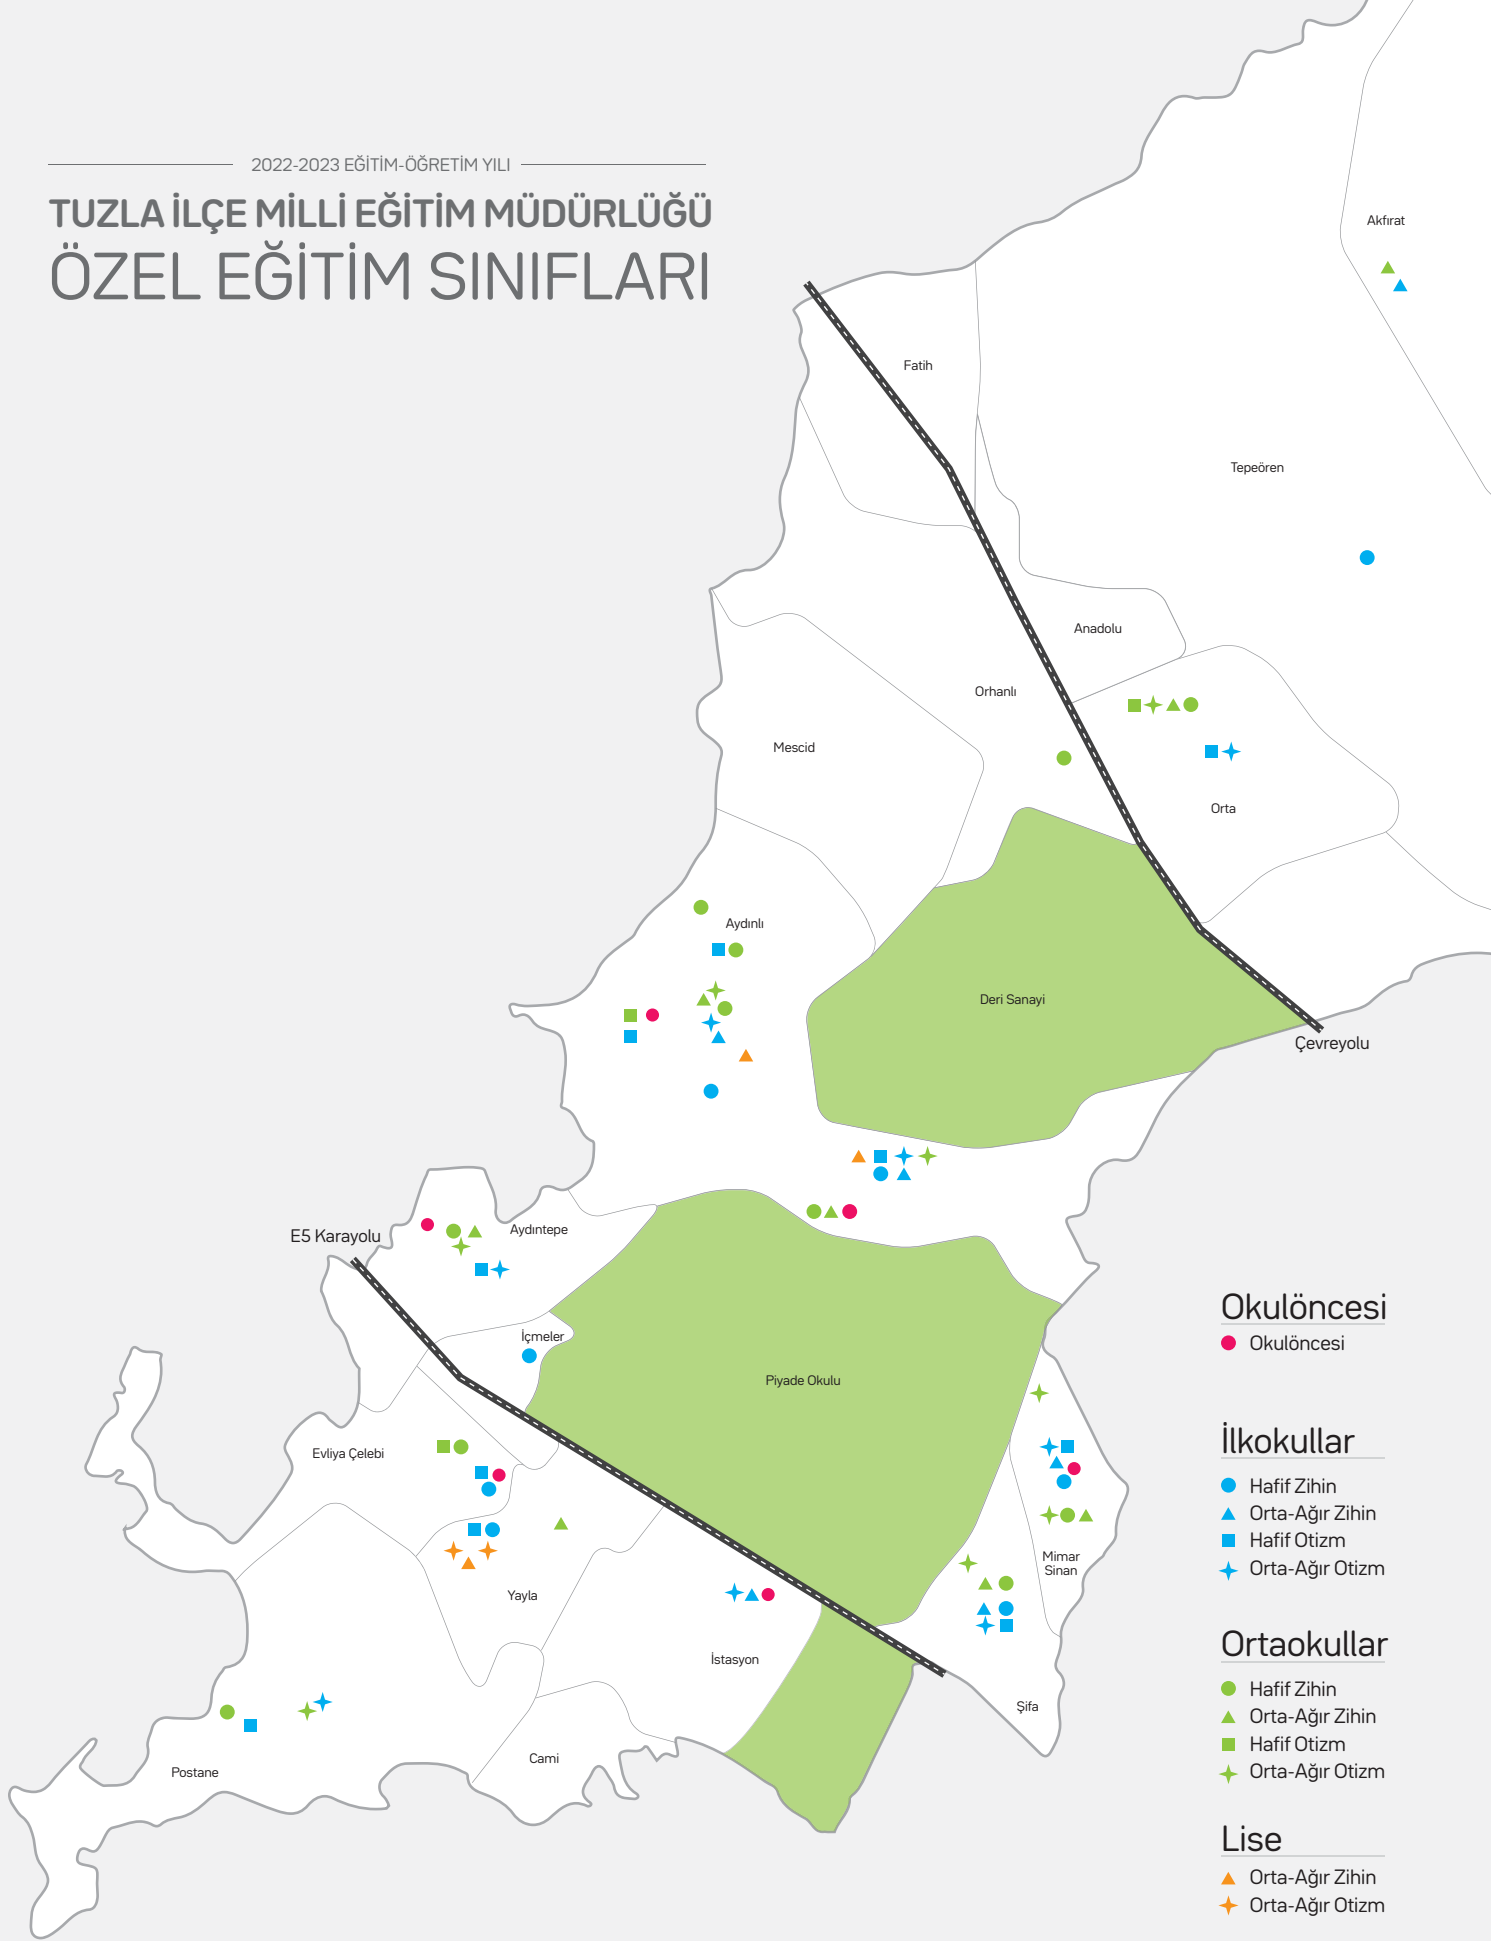 2022-2023 EĞİTİM-ÖĞRETİM YILI
TUZLA İLÇE MİLLİ EĞİTİM MÜDÜRLÜĞÜ
ÖZEL EĞİTİM SINIFLARI
Akfırat
Fatih
Tepeören
Anadolu
Orhanlı
Mescid
Orta
Aydınlı
Deri Sanayi
Çevreyolu
Aydıntepe
E5 Karayolu
İçmeler
Piyade Okulu
Evliya Çelebi
Mimar
Sinan
Yayla
İstasyon
Şifa
Cami
Postane
Okulöncesi
Okulöncesi
İlkokullar
Hafif Zihin
Orta-Ağır Zihin
Hafif Otizm
Orta-Ağır Otizm
Ortaokullar
Hafif Zihin
Orta-Ağır Zihin
Hafif Otizm
Orta-Ağır Otizm
Lise
Orta-Ağır Zihin
Orta-Ağır Otizm